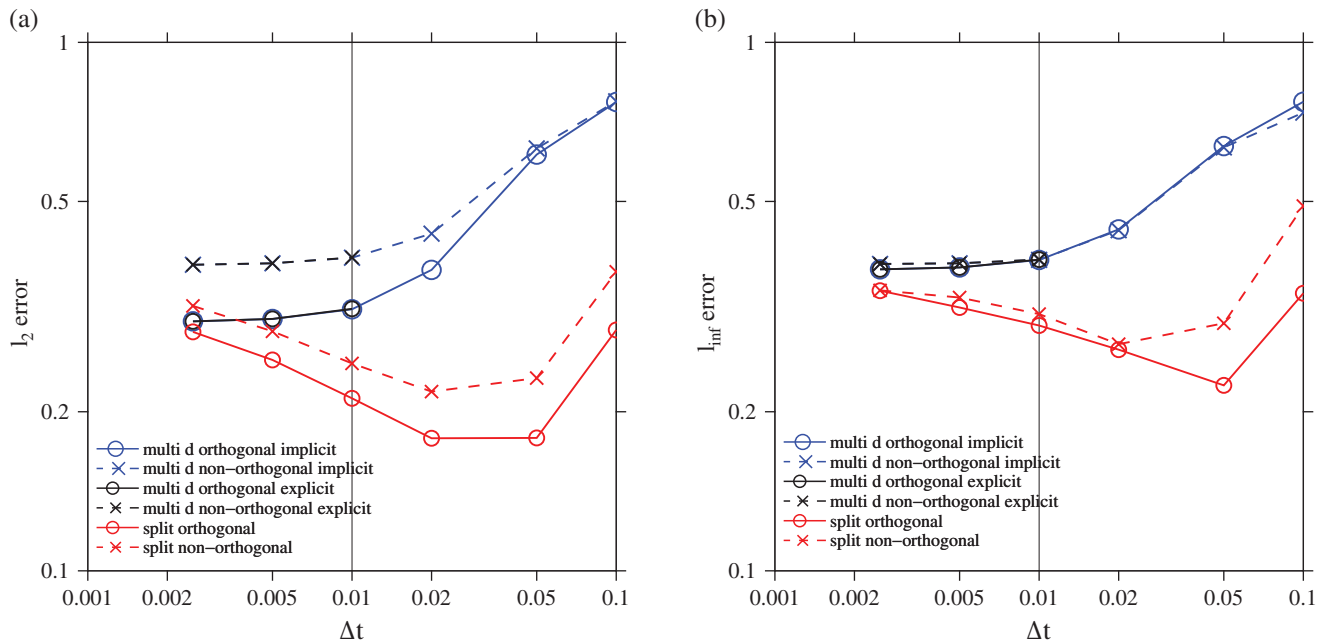 (a)
1
0.5
0.2
0.1
l2 error
multi d orthogonal implicit
multi d non−orthogonal implicit
multi d orthogonal explicit
multi d non−orthogonal explicit
split orthogonal
split non−orthogonal
0.001 0.002 0.005 0.01 0.02 0.05 0.1
Δt
(b)
1
0.5
0.2
0.1
linf error
multi d orthogonal implicit
multi d non−orthogonal implicit
multi d orthogonal explicit
multi d non−orthogonal explicit
split orthogonal
split non−orthogonal
0.001 0.002 0.005 0.01 0.02 0.05 0.1
Δt